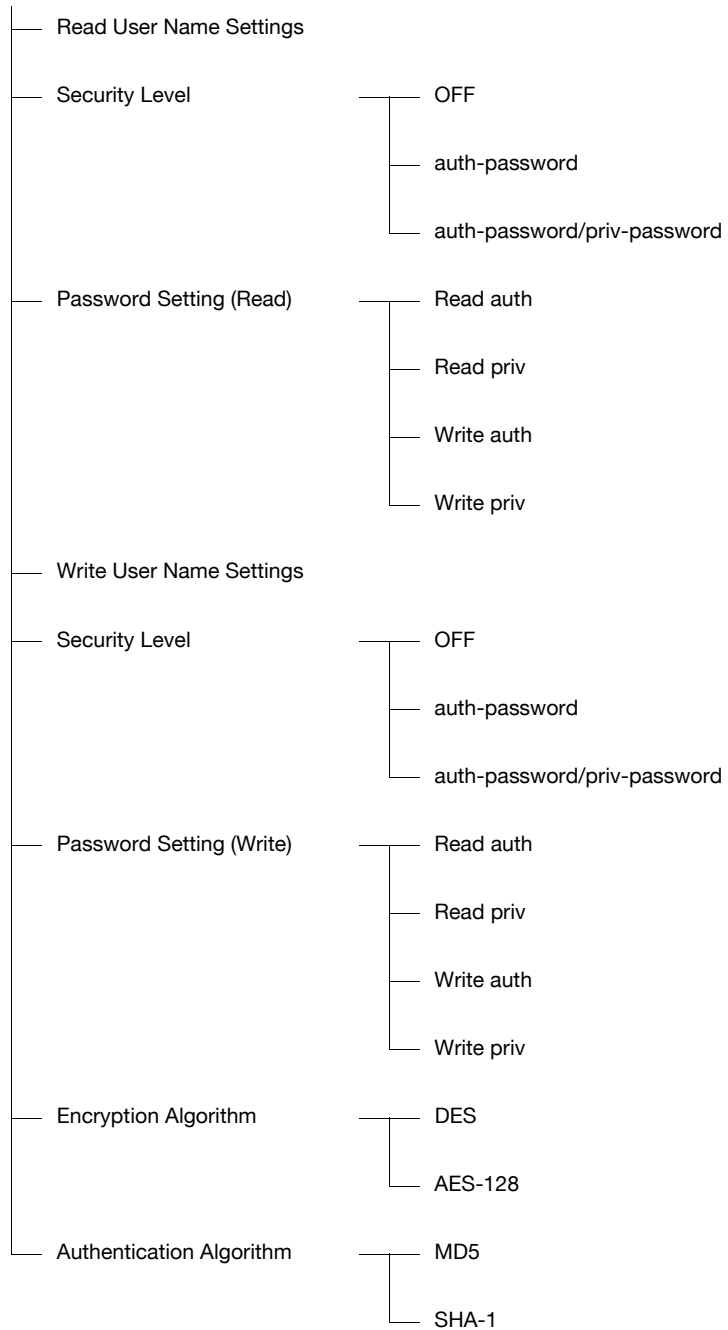 Read User Name Settings
Security Level OFF
auth-password
auth-password/priv-password
Password Setting (Read) Read auth
Read priv
Write auth
Write priv
Write User Name Settings
Security Level OFF
auth-password
auth-password/priv-password
Password Setting (Write) Read auth
Read priv
Write auth
Write priv
Encryption Algorithm DES
AES-128
Authentication Algorithm MD5
SHA-1